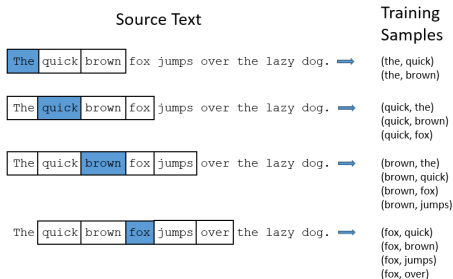 Source Text
Training
Samples
The quick brown fox jumps over the lazy dog.
(the, quick)
(the, brown)
The quick brown fox jumps over the lazy dog.
(quick, the)
(quick, brown)
(quick, fox)
The quick brown fox jumps over the lazy dog.
(brown, the)
(brown, quick)
(brown, fox)
(brown, jumps)
The quick brown fox jumps over the lazy dog.
(fox, quick)
(fox, brown)
(fox, jumps)
(fox, over)